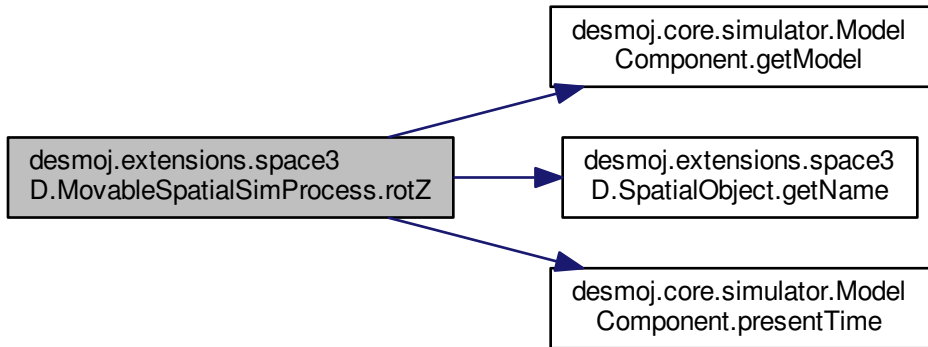 desmoj.core.simulator.Model
Component.getModel
desmoj.extensions.space3
D.MovableSpatialSimProcess.rotZ
desmoj.extensions.space3
D.SpatialObject.getName
desmoj.core.simulator.Model
Component.presentTime